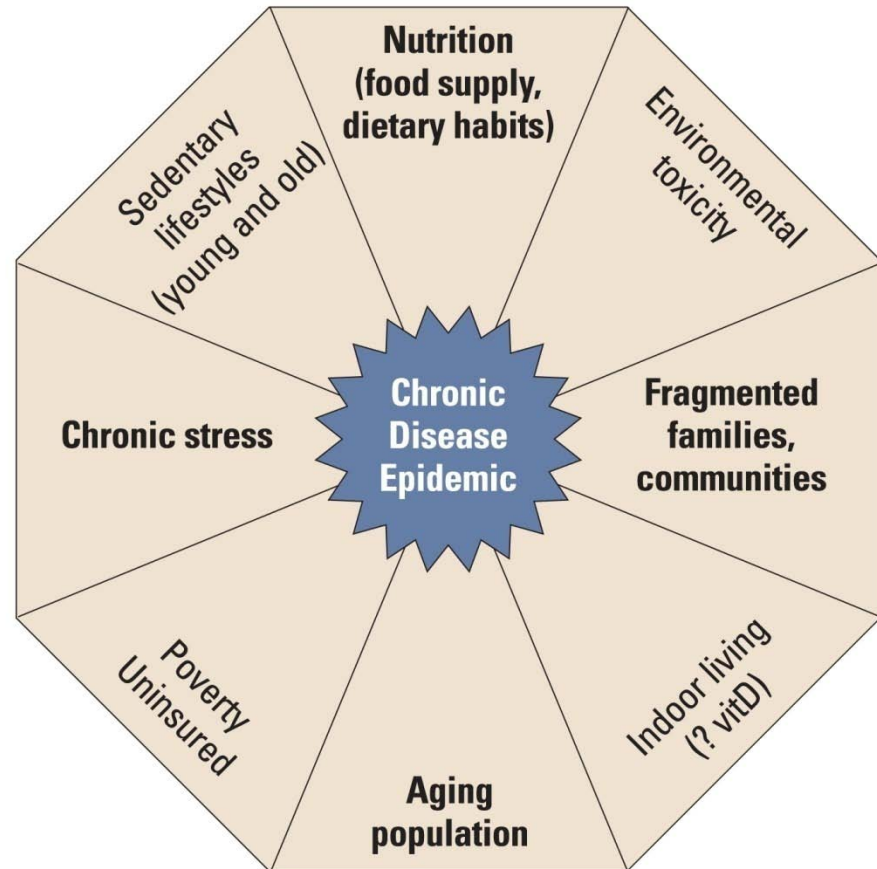 Nutrition
(food supply,
dietary habits)
Environmental
toxicity
Fragmented
families,
communities
Indoor living
(? vitD)
Aging
population
Poverty
Uninsured
Chronic stress
Sedentary
lifestyles
(young and old)
Chronic
Disease
Epidemic